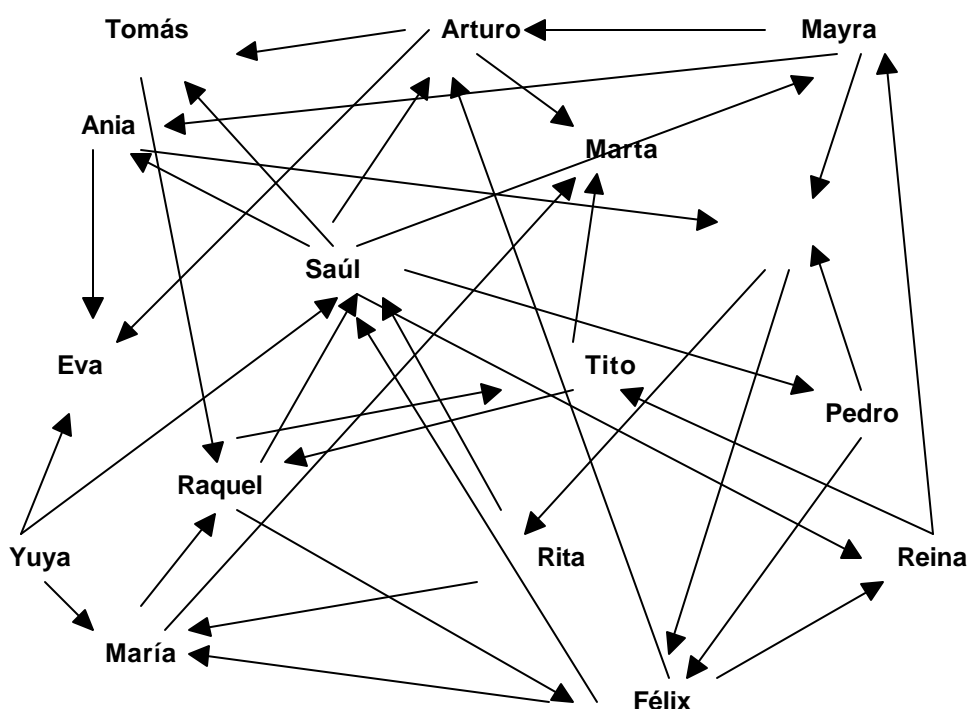 Tomás
Arturo
Mayra
Ania
Marta
Saúl
Eva
Tito
Pedro
Raquel
Yuya
Rita
Reina
María
Félix